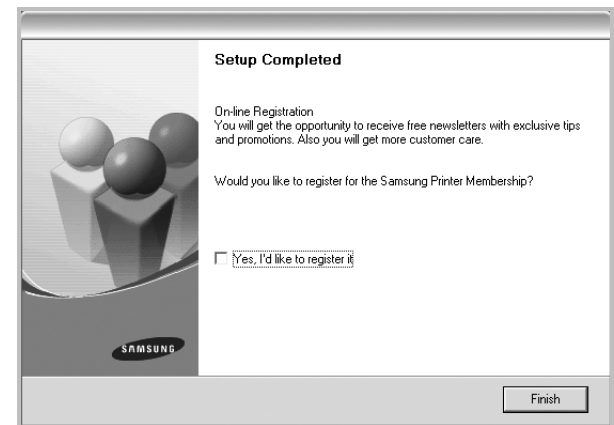 Setup Completed
On-line Registration
You will get the opportunity to receive free newsletters with exclusive tips
and promotions. Also you will get more customer care.
Would you like to register for the Samsung Printer Membership?
Yes, I'd like to register it
SAMSUNG
Finish